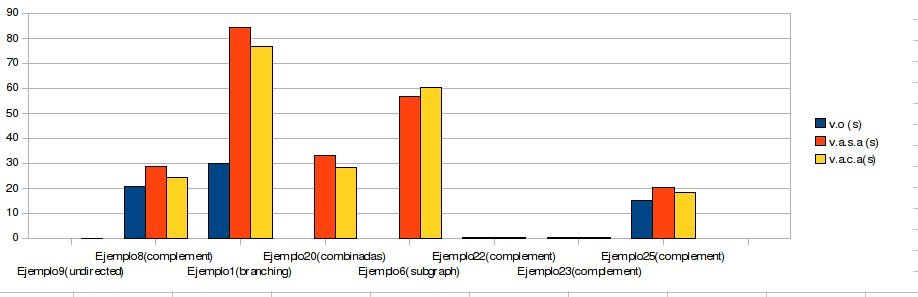 90
80
70
60
50
40
30
20
10
0
v.o (s)
v.a.s.a (s)
v.a.c.a(s)
Ejemplo8(complement) Ejemplo20(combinadas) Ejemplo22(complement) Ejemplo25(complement)
Ejemplo9(undirected) Ejemplo1(branching) Ejemplo6(subgraph) Ejemplo23(complement)